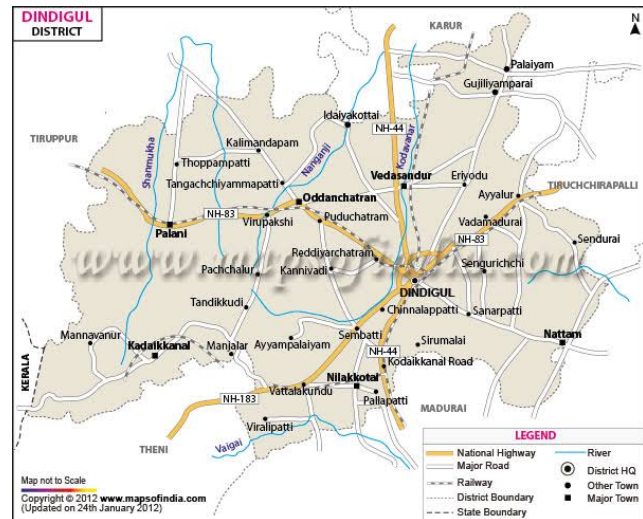 DINDIGUL
DISTRICT
KARUR
N
Palaiyam
Gujiliyamparai
Idaiyakottai
NH-44
TIRUPPUR
Shanmukha
Kalimandapam
Nanganji
Kodavanar
Thoppampatti
Tangachchiyammapatti
Vedasandur
Eriyodu
Oddanchatran
Ayyalur
TIRUCHCHIRAPALLI
NH-83
Virupakshi
Puduchatram
Vadamadurai
Palani
NH-83
Sendurai
Reddiyarchatram
www.mapsofindia.com
Pachchalur
Kannivadi
Sengurichchi
DINDIGUL
Tandikkudi
Chinnalappatti
Sanarpatti
Sembatti
Mannavanur
Ayyampalaiyam
Sirumalai
Nattam
Kadaikkanal
Manjalar
NH-44
Kodaikkanal Road
KERALA
Nilakkotai
Vattalakundu
NH-183
Pallapatti
MADURAI
Viralipatti
THENI
Vaigai
LEGEND
National Highway
River
Major Road
District HQ
Railway
Other Town
District Boundary
Major Town
State Boundary
Map not to Scale
Copyright © 2012 www.mapsofindia.com
(Updated on 24th January 2012)